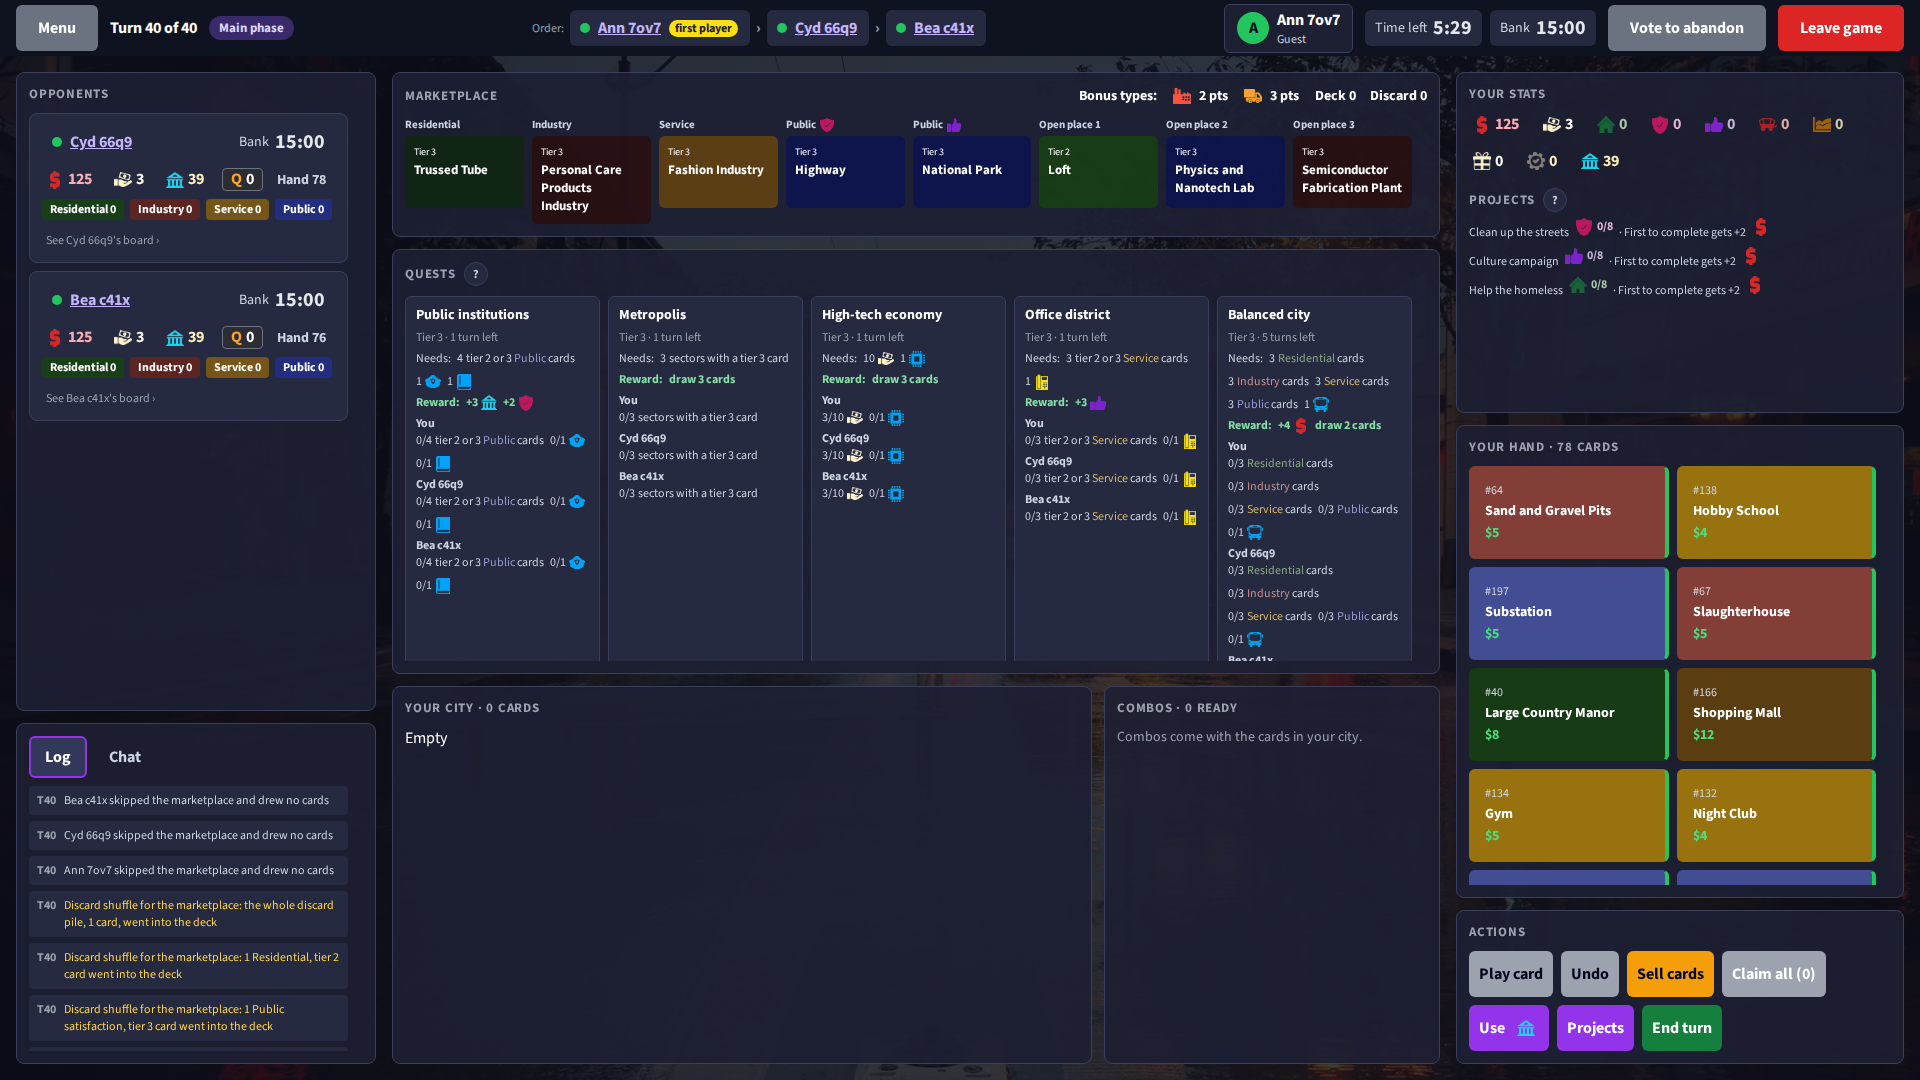 Menu
Turn 40 of 40
Main phase
Order:
Ann 7ov7 first player › Cyd 66q9 › Bea c41x
A
Ann 7ov7
Guest
Time left 5:29
Bank 15:00
Vote to abandon
Leave game
OPPONENTS
Cyd 66q9
Bank 15:00
125 3 39 Q 0 Hand 78
Residential 0 Industry 0 Service 0 Public 0
See Cyd 66q9's board ›
Bea c41x
Bank 15:00
125 3 39 Q 0 Hand 76
Residential 0 Industry 0 Service 0 Public 0
See Bea c41x's board ›
Log
Chat
T40 Bea c41x skipped the marketplace and drew no cards
T40 Cyd 66q9 skipped the marketplace and drew no cards
T40 Ann 7ov7 skipped the marketplace and drew no cards
T40 Discard shuffle for the marketplace: the whole discard
pile, 1 card, went into the deck
T40 Discard shuffle for the marketplace: 1 Residential, tier 2
card went into the deck
T40 Discard shuffle for the marketplace: 1 Public
satisfaction, tier 3 card went into the deck
MARKETPLACE
Bonus types: 2 pts 3 pts Deck 0 Discard 0
Residential
Tier 3
Trussed Tube
Industry
Tier 3
Personal Care
Products
Industry
Service
Tier 3
Fashion Industry
Public
Tier 3
Highway
Public
Tier 3
National Park
Open place 1
Tier 2
Loft
Open place 2
Tier 3
Physics and
Nanotech Lab
Open place 3
Tier 3
Semiconductor
Fabrication Plant
QUESTS ?
Public institutions
Tier 3 · 1 turn left
Needs: 4 tier 2 or 3 Public cards
1 1
Reward: +3 +2
You
0/4 tier 2 or 3 Public cards 0/1
0/1
Cyd 66q9
0/4 tier 2 or 3 Public cards 0/1
0/1
Bea c41x
0/4 tier 2 or 3 Public cards 0/1
0/1
Metropolis
Tier 3 · 1 turn left
Needs: 3 sectors with a tier 3 card
Reward: draw 3 cards
You
0/3 sectors with a tier 3 card
Cyd 66q9
0/3 sectors with a tier 3 card
Bea c41x
0/3 sectors with a tier 3 card
High-tech economy
Tier 3 · 1 turn left
Needs: 10 1
Reward: draw 3 cards
You
3/10 0/1
Cyd 66q9
3/10 0/1
Bea c41x
3/10 0/1
Office district
Tier 3 · 1 turn left
Needs: 3 tier 2 or 3 Service cards
1
Reward: +3
You
0/3 tier 2 or 3 Service cards 0/1
Cyd 66q9
0/3 tier 2 or 3 Service cards 0/1
Bea c41x
0/3 tier 2 or 3 Service cards 0/1
Balanced city
Tier 3 · 5 turns left
Needs: 3 Residential cards
3 Industry cards 3 Service cards
3 Public cards 1
Reward: +4 draw 2 cards
You
0/3 Residential cards
0/3 Industry cards
0/3 Service cards 0/3 Public cards
0/1
Cyd 66q9
0/3 Residential cards
0/3 Industry cards
0/3 Service cards 0/3 Public cards
0/1
Bea c41x
YOUR CITY · 0 CARDS
Empty
COMBOS · 0 READY
Combos come with the cards in your city.
YOUR STATS
125 3 0 0 0 0 0
0 0 39
PROJECTS ?
Clean up the streets 0/8 · First to complete gets +2
Culture campaign 0/8 · First to complete gets +2
Help the homeless 0/8 · First to complete gets +2
YOUR HAND · 78 CARDS
#64
Sand and Gravel Pits
$5
#138
Hobby School
$4
#197
Substation
$5
#67
Slaughterhouse
$5
#40
Large Country Manor
$8
#166
Shopping Mall
$12
#134
Gym
$5
#132
Night Club
$4
ACTIONS
Play card
Undo
Sell cards
Claim all (0)
Use
Projects
End turn